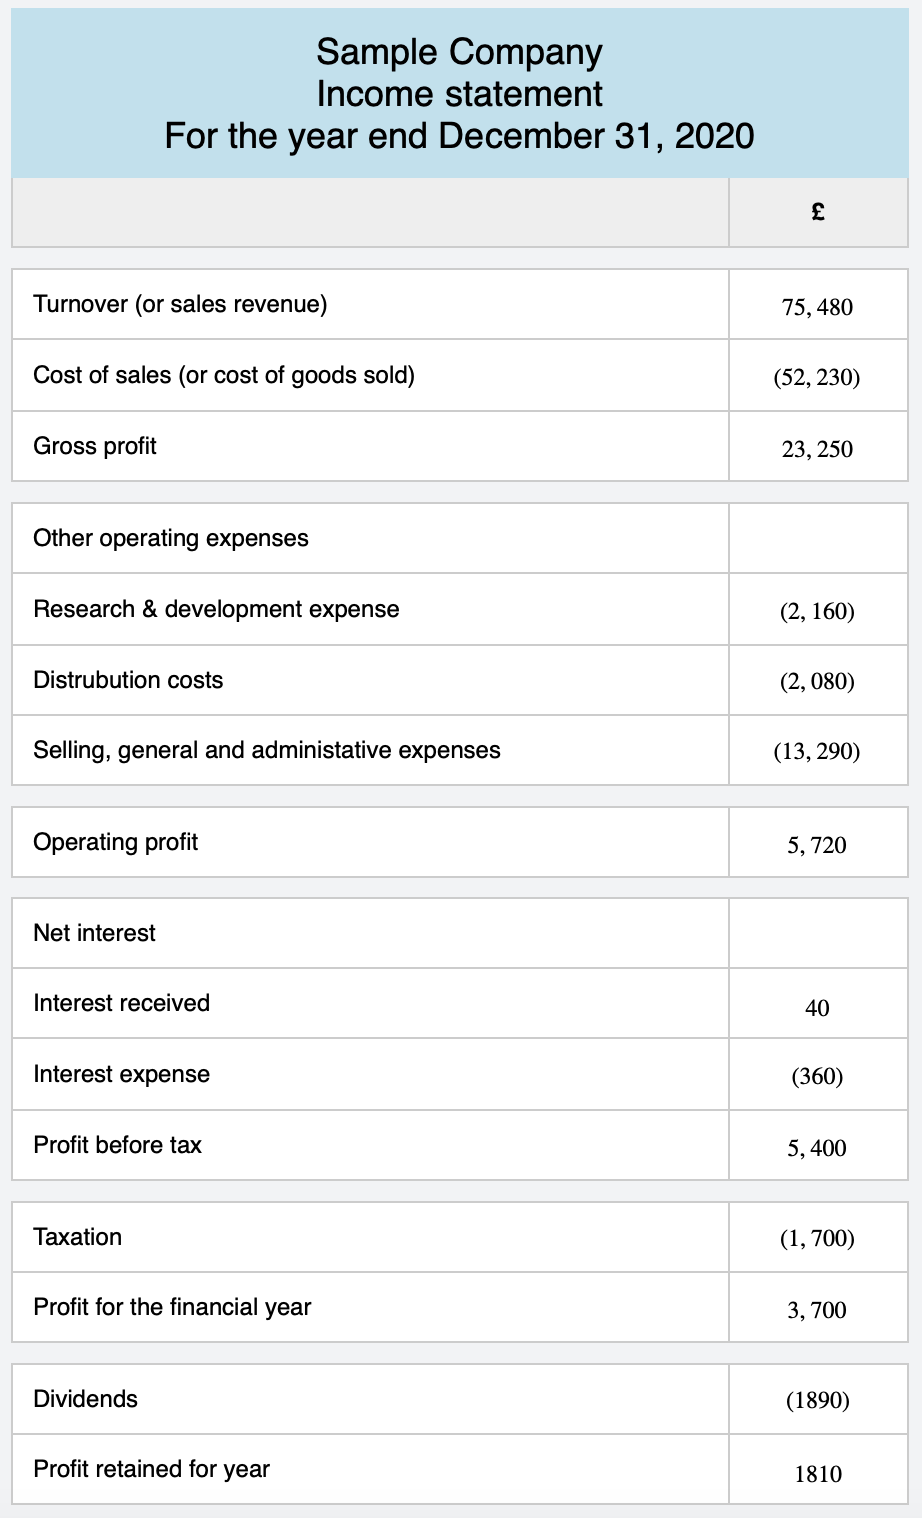 Sample Company
Income statement
For the year end December 31, 2020
£
Turnover (or sales revenue) 75, 480
Cost of sales (or cost of goods sold) (52, 230)
Gross profit 23, 250
Other operating expenses
Research & development expense (2, 160)
Distrubution costs (2, 080)
Selling, general and administative expenses (13, 290)
Operating profit 5, 720
Net interest
Interest received 40
Interest expense (360)
Profit before tax 5, 400
Taxation (1, 700)
Profit for the financial year 3, 700
Dividends (1890)
Profit retained for year 1810